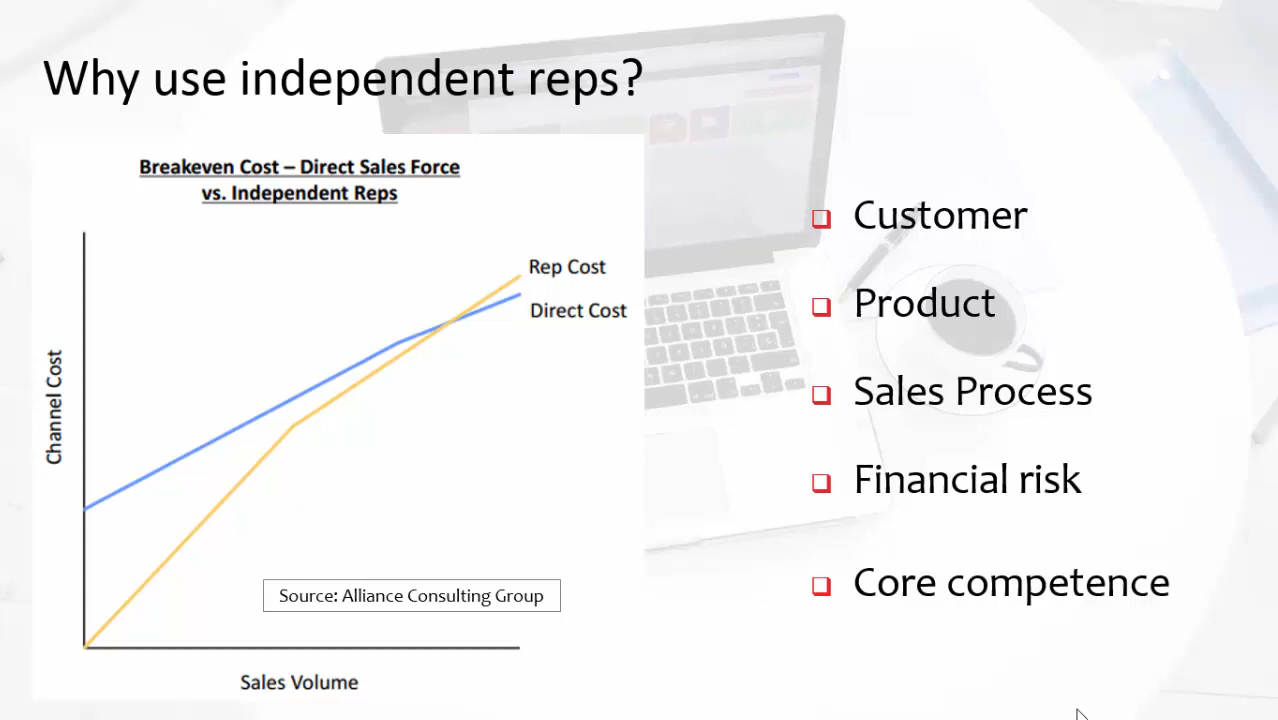 Why use independent reps?
Breakeven Cost – Direct Sales Force
vs. Independent Reps
Rep Cost
Direct Cost
Channel Cost
Source: Alliance Consulting Group
Sales Volume
Customer
Product
Sales Process
Financial risk
Core competence